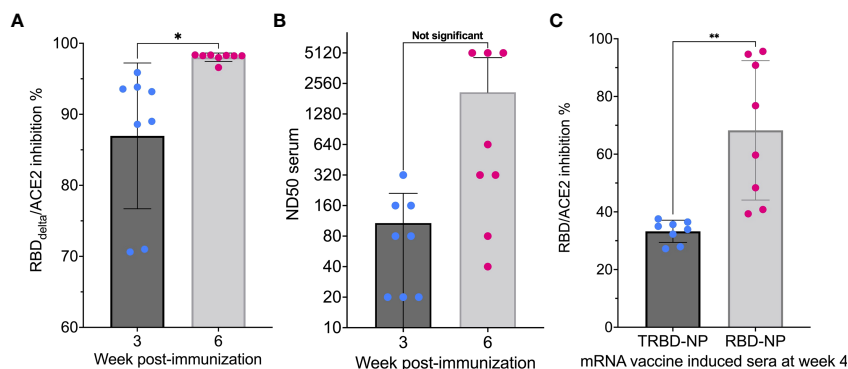 A
RBDdelta/ACE2 inhibition %
100
90
80
70
60
*
3
6
Week post-immunization
B
ND50 serum
5120
2560
1280
640
320
160
80
40
20
10
Not significant
3
6
Week post-immunization
C
RBD/ACE2 inhibition %
100
80
60
40
20
0
**
TRBD-NP
RBD-NP
mRNA vaccine induced sera at week 4